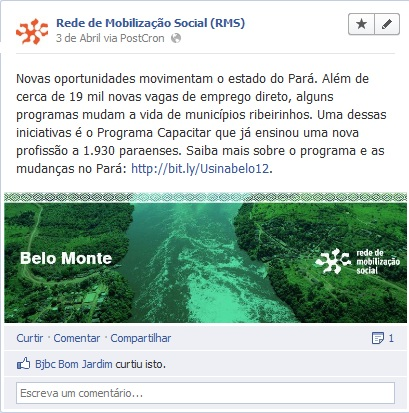 Rede de Mobilização Social (RMS)
3 de Abril via PostCron
Novas oportunidades movimentam o estado do Pará. Além de
cerca de 19 mil novas vagas de emprego direto, alguns
programas mudam a vida de municípios ribeirinhos. Uma dessas
iniciativas é o Programa Capacitar que já ensinou uma nova
profissão a 1.930 paraenses. Saiba mais sobre o programa e as
mudanças no Pará: http://bit.ly/Usinabelo12.
Belo Monte
rede de
mobilização
social
Curtir · Comentar · Compartilhar 1
Bjbc Bom Jardim curtiu isto.
Escreva um comentário...